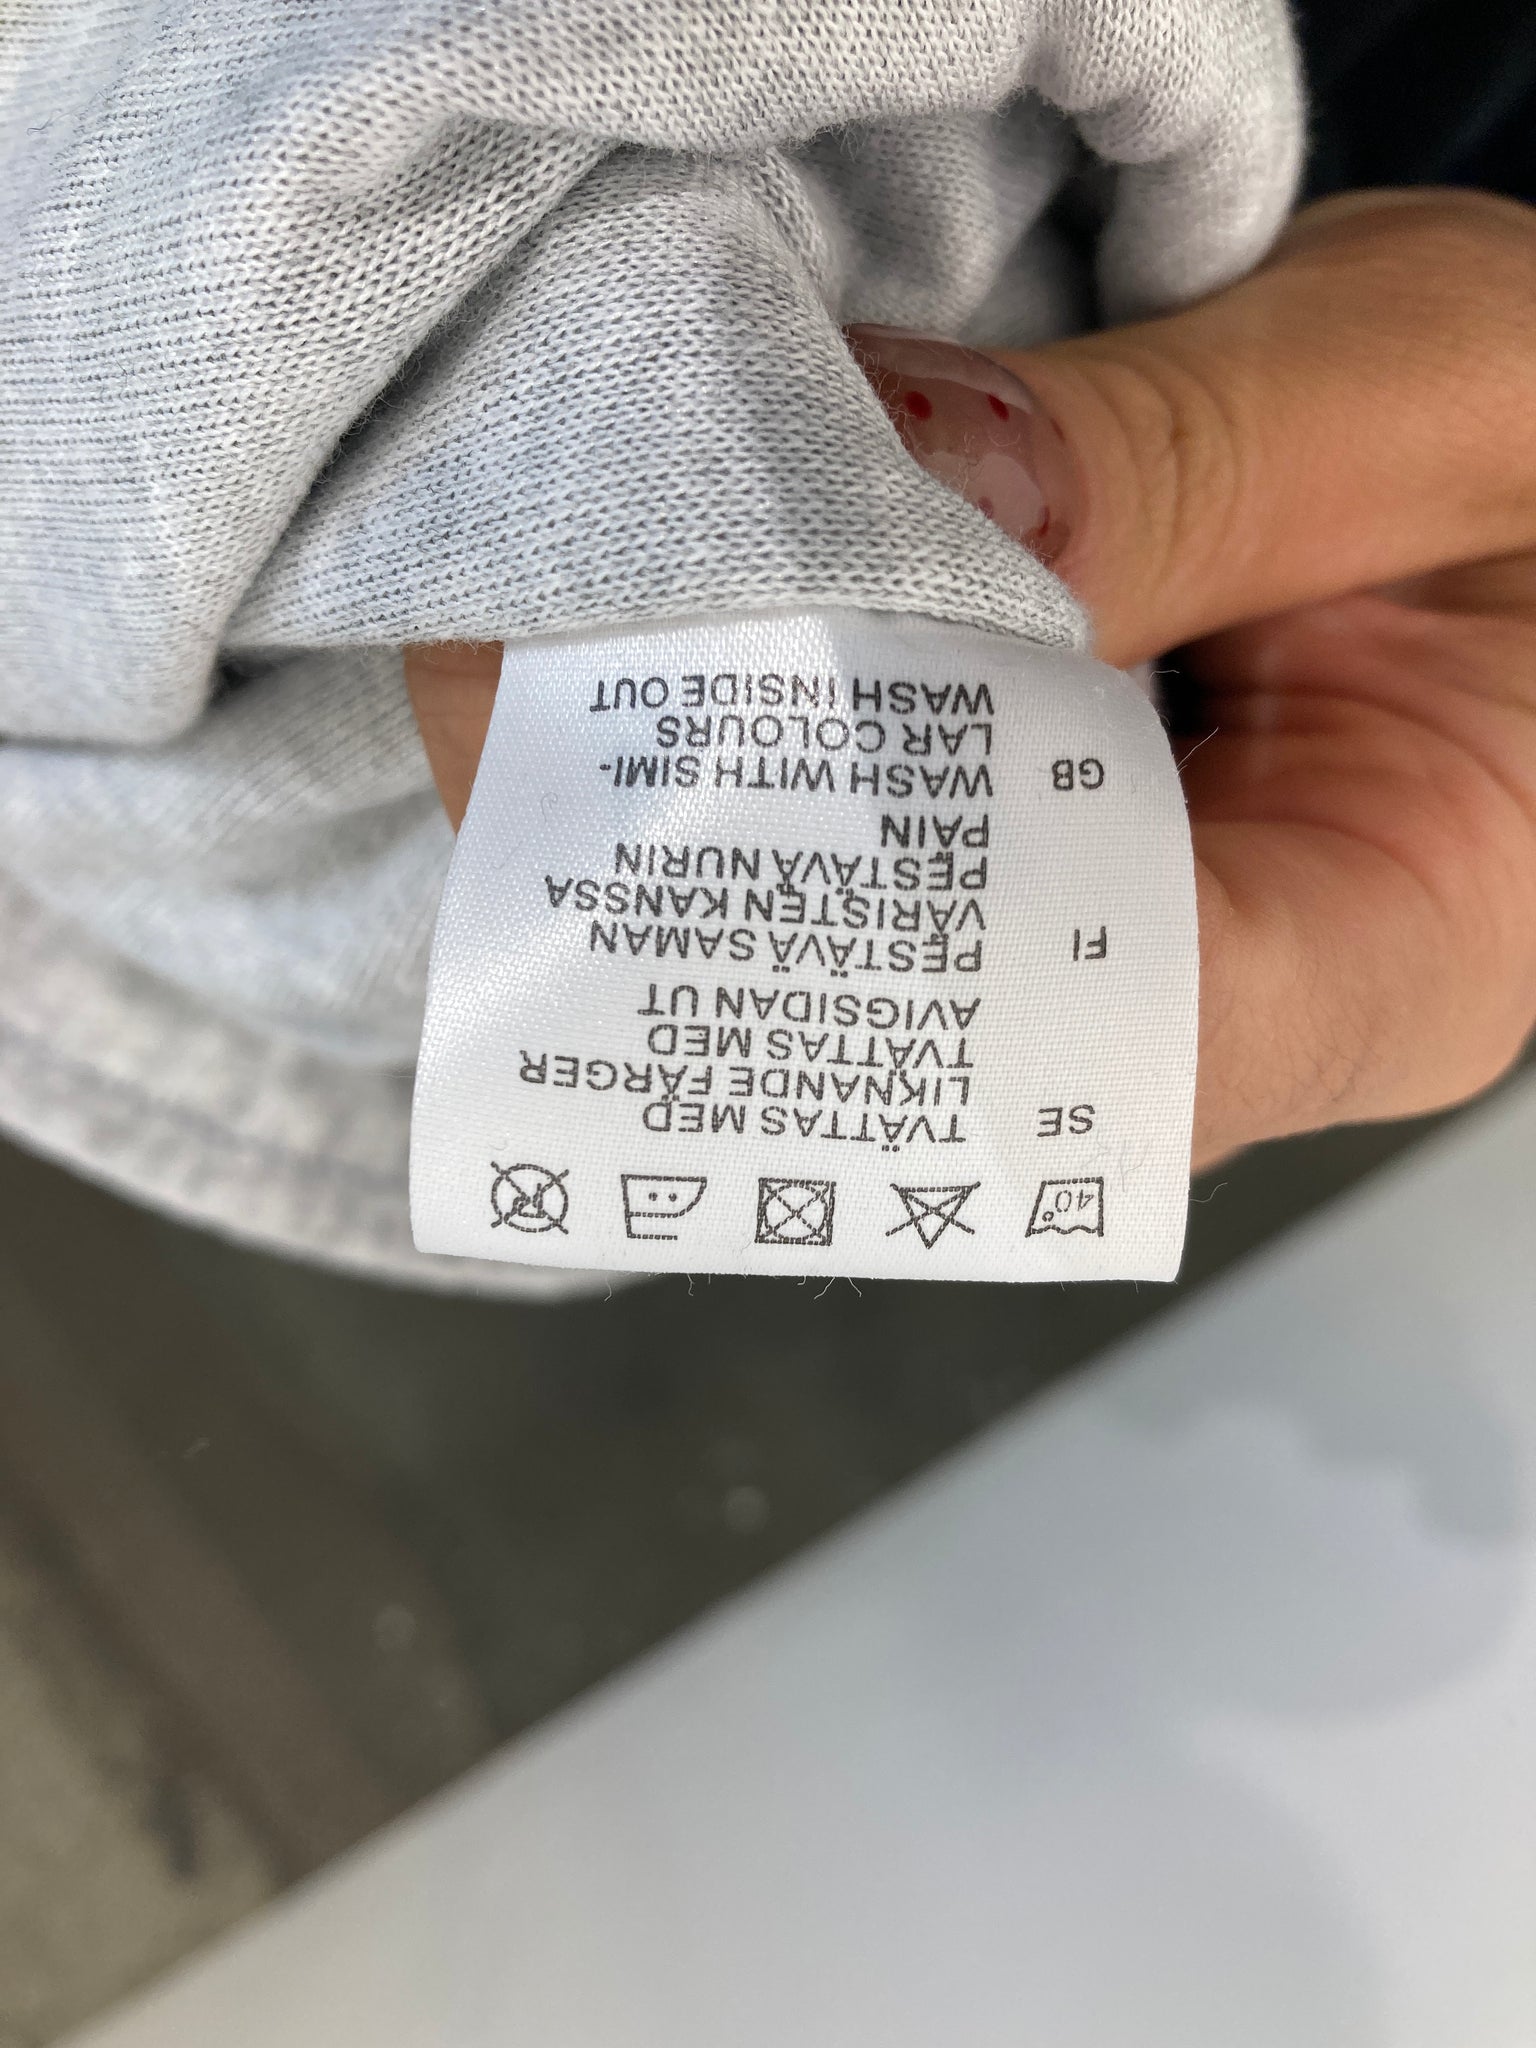 40°
SE TVÄTTAS MED
LIKNANDE FÄRGER
TVÄTTAS MED
AVIGSIDAN UT
FI PESTÄVÄ SAMAN
VÄRISTEN KANSSA
PESTÄVÄ NURIN
PÄIN
GB WASH WITH SIMI-
LAR COLOURS
WASH INSIDE OUT